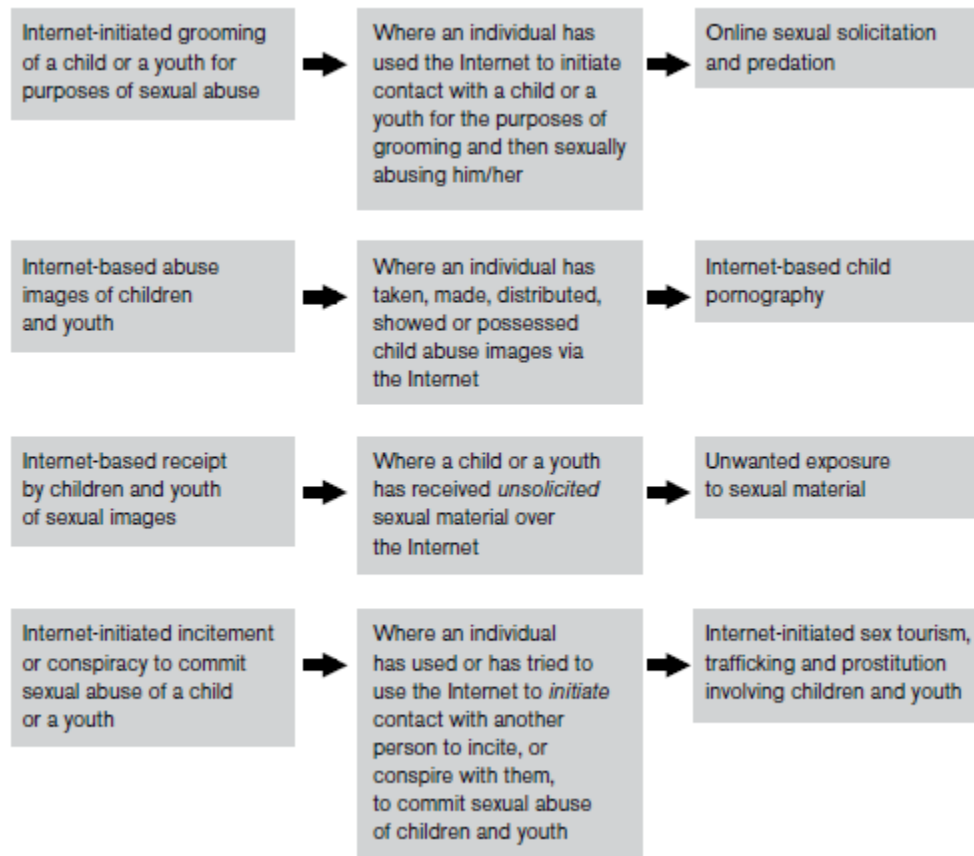 Internet-initiated grooming
of a child or a youth for
purposes of sexual abuse
Where an individual has
used the Internet to initiate
contact with a child or a
youth for the purposes of
grooming and then sexually
abusing him/her
Online sexual solicitation
and predation
Internet-based abuse
images of children
and youth
Where an individual has
taken, made, distributed,
showed or possessed
child abuse images via
the Internet
Internet-based child
pornography
Internet-based receipt
by children and youth
of sexual images
Where a child or a youth
has received unsolicited
sexual material over
the Internet
Unwanted exposure
to sexual material
Internet-initiated incitement
or conspiracy to commit
sexual abuse of a child
or a youth
Where an individual
has used or has tried to
use the Internet to initiate
contact with another
person to incite, or
conspire with them,
to commit sexual abuse
of children and youth
Internet-initiated sex tourism,
trafficking and prostitution
involving children and youth